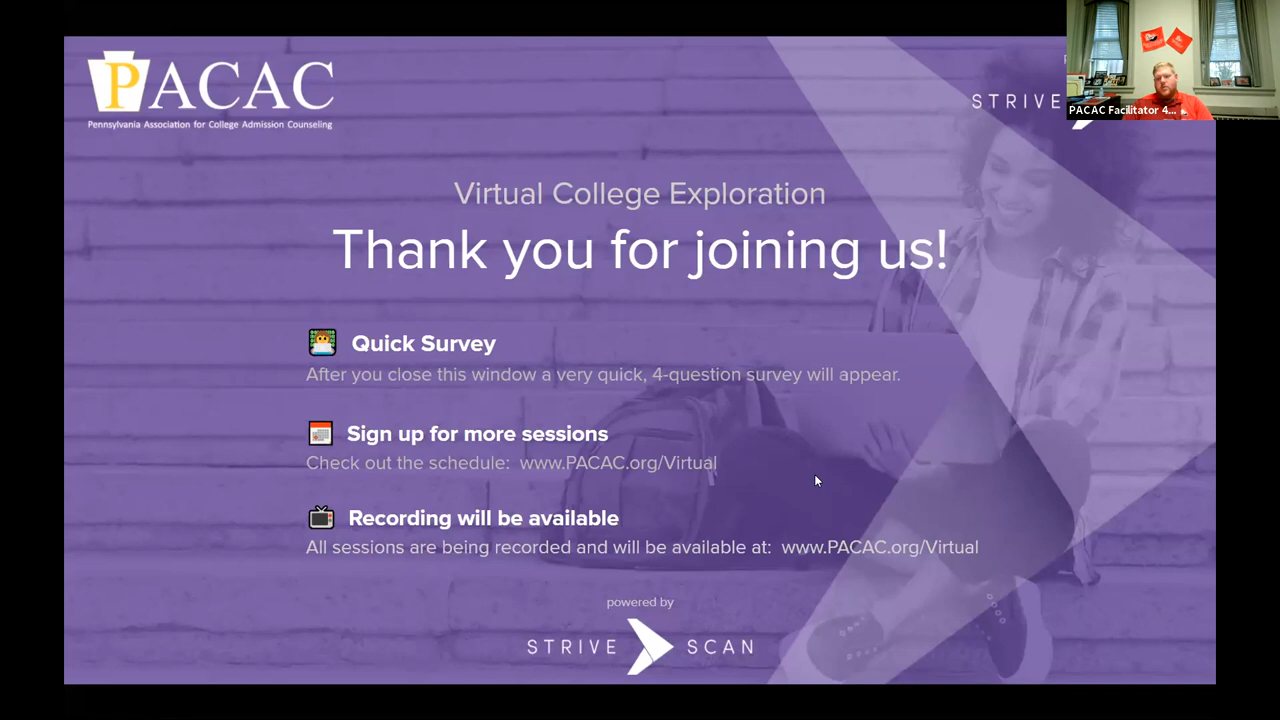 PACAC
Pennsylvania Association for College Admission Counseling
STRIVE
PACAC Facilitator 4...
Virtual College Exploration
Thank you for joining us!
Quick Survey
After you close this window a very quick, 4-question survey will appear.
Sign up for more sessions
Check out the schedule: www.PACAC.org/Virtual
Recording will be available
All sessions are being recorded and will be available at: www.PACAC.org/Virtual
powered by
STRIVE SCAN